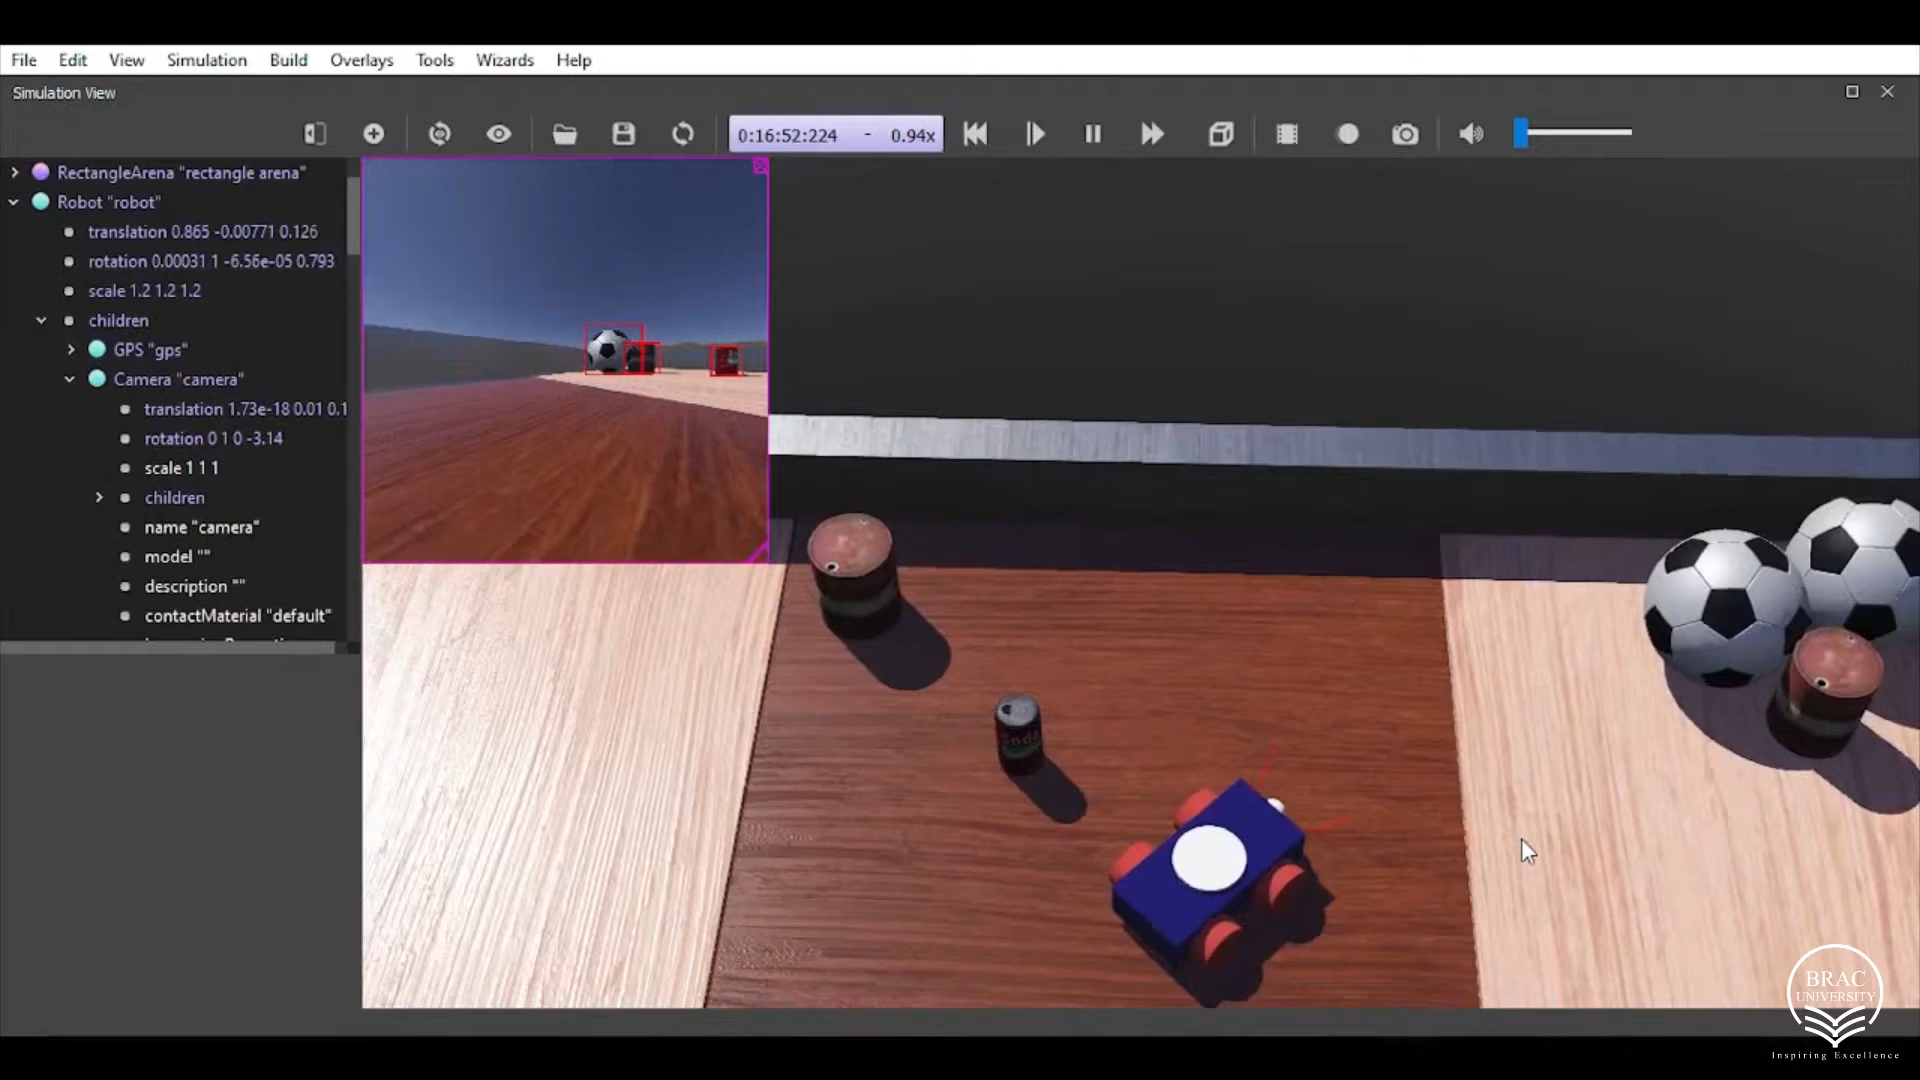 File Edit View Simulation Build Overlays Tools Wizards Help
Simulation View
0:16:52:224 - 0.94x
RectangleArena "rectangle arena"
Robot "robot"
translation 0.865 -0.00771 0.126
rotation 0.00031 1 -6.56e-05 0.793
scale 1.2 1.2 1.2
children
GPS "gps"
Camera "camera"
translation 1.73e-18 0.01 0.1
rotation 0 1 0 -3.14
scale 1 1 1
children
name "camera"
model ""
description ""
contactMaterial "default"
Soda
BRAC
UNIVERSITY
Inspiring Excellence